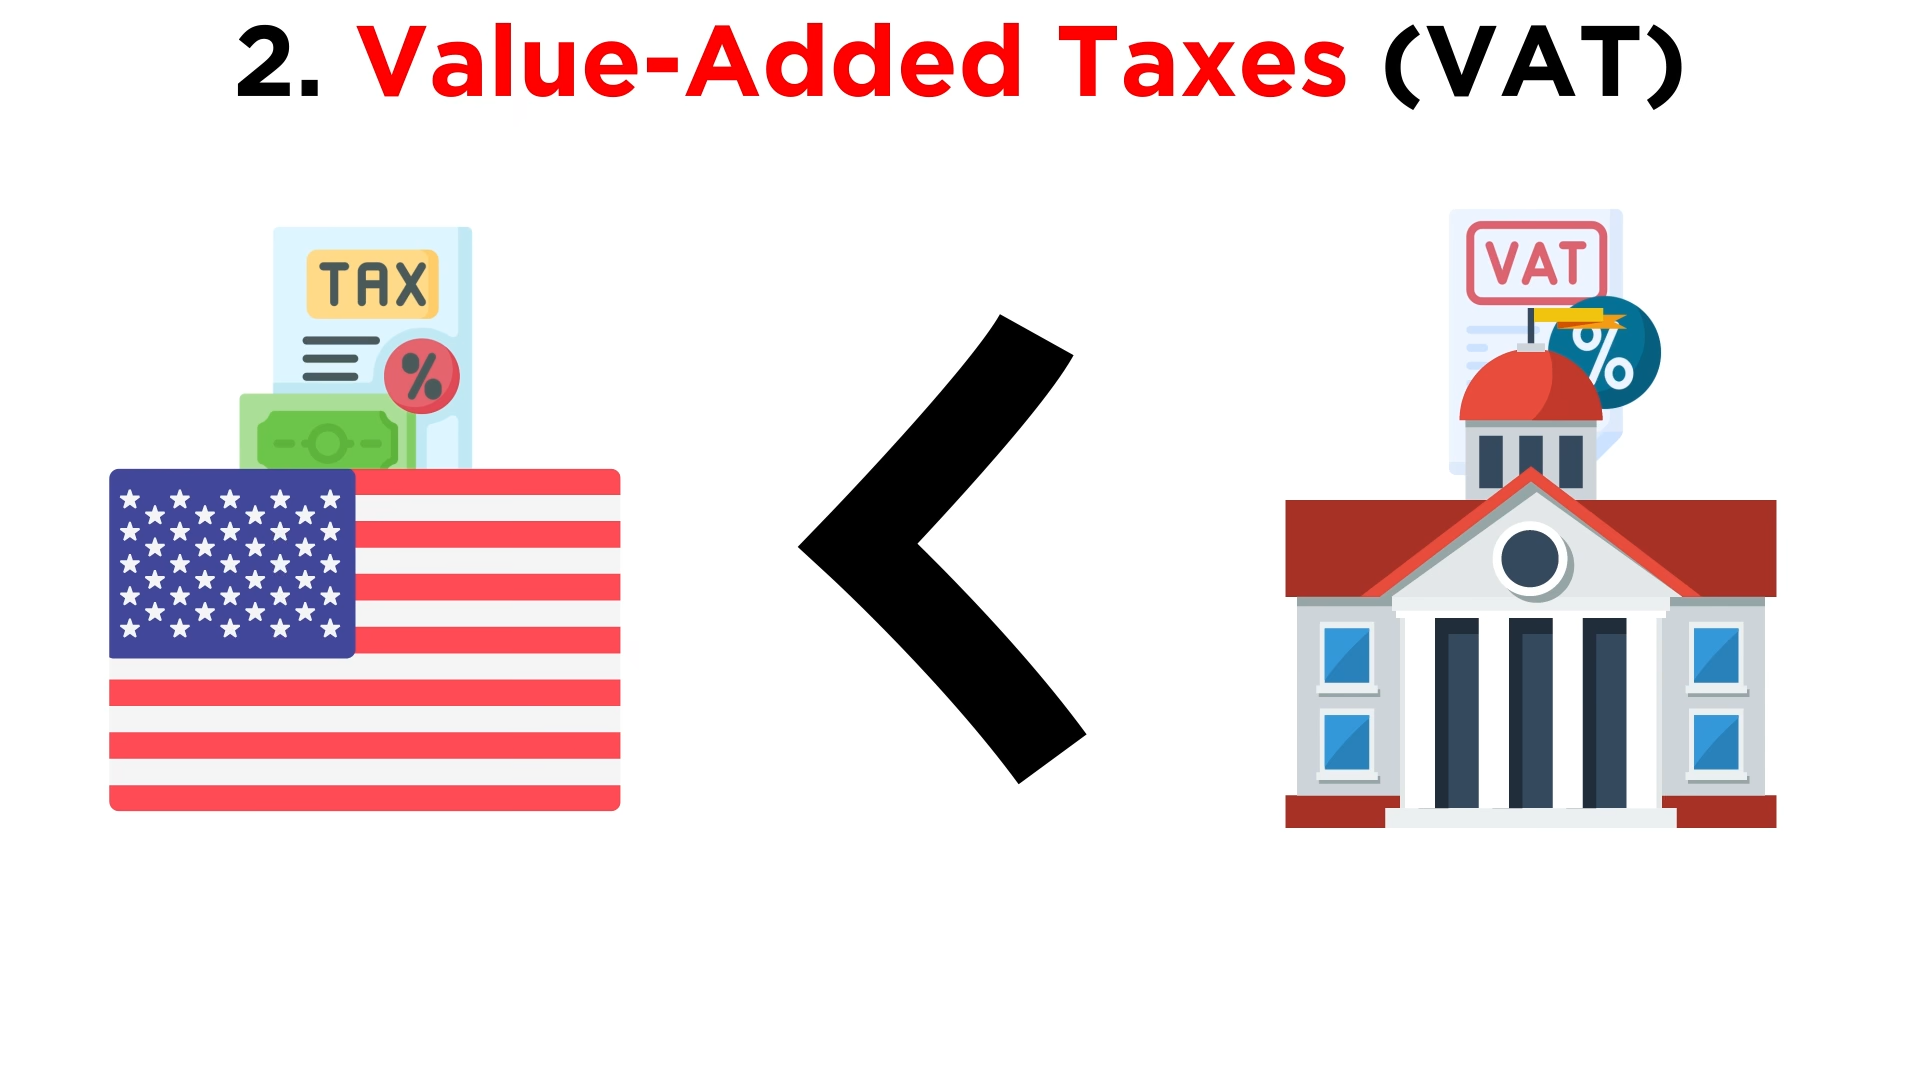 2. Value-Added Taxes (VAT)
TAX
%
VAT
%